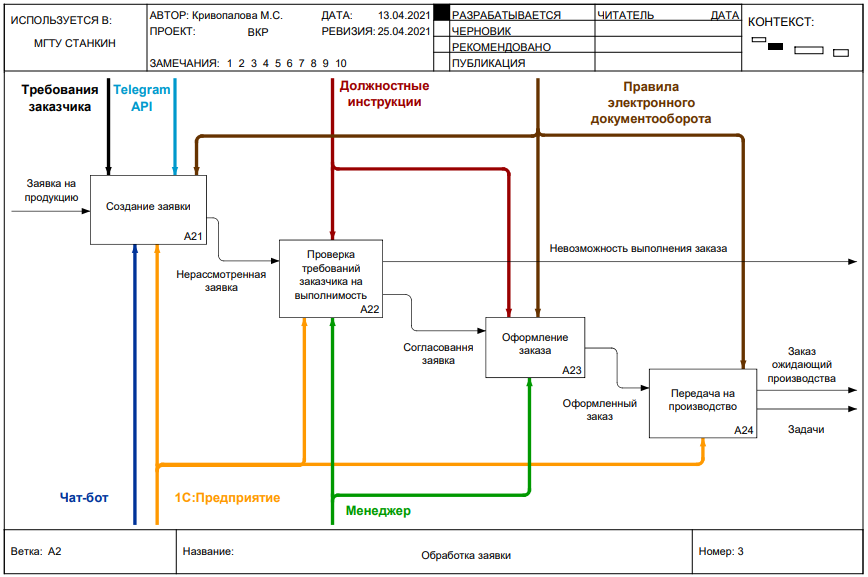 ИСПОЛЬЗУЕТСЯ В:
МГТУ СТАНКИН
АВТОР: Кривопалова М.С.
ДАТА: 13.04.2021
ПРОЕКТ: ВКР
РЕВИЗИЯ: 25.04.2021
ЗАМЕЧАНИЯ: 1 2 3 4 5 6 7 8 9 10
РАЗРАБАТЫВАЕТСЯ
ЧЕРНОВИК
РЕКОМЕНДОВАНО
ПУБЛИКАЦИЯ
ЧИТАТЕЛЬ
ДАТА
КОНТЕКСТ:
Требования
заказчика
Telegram
API
Должностные
инструкции
Правила
электронного
документооборота
Заявка на
продукцию
Создание заявки
A21
Нерассмотренная
заявка
Проверка
требований
заказчика на
выполнимость
A22
Невозможность выполнения заказа
Согласовання
заявка
Оформление
заказа
A23
Оформленный
заказ
Передача на
производство
A24
Заказ
ожидающий
производства
Задачи
Чат-бот
1С:Предприятие
Менеджер
Ветка: A2
Название:
Обработка заявки
Номер: 3